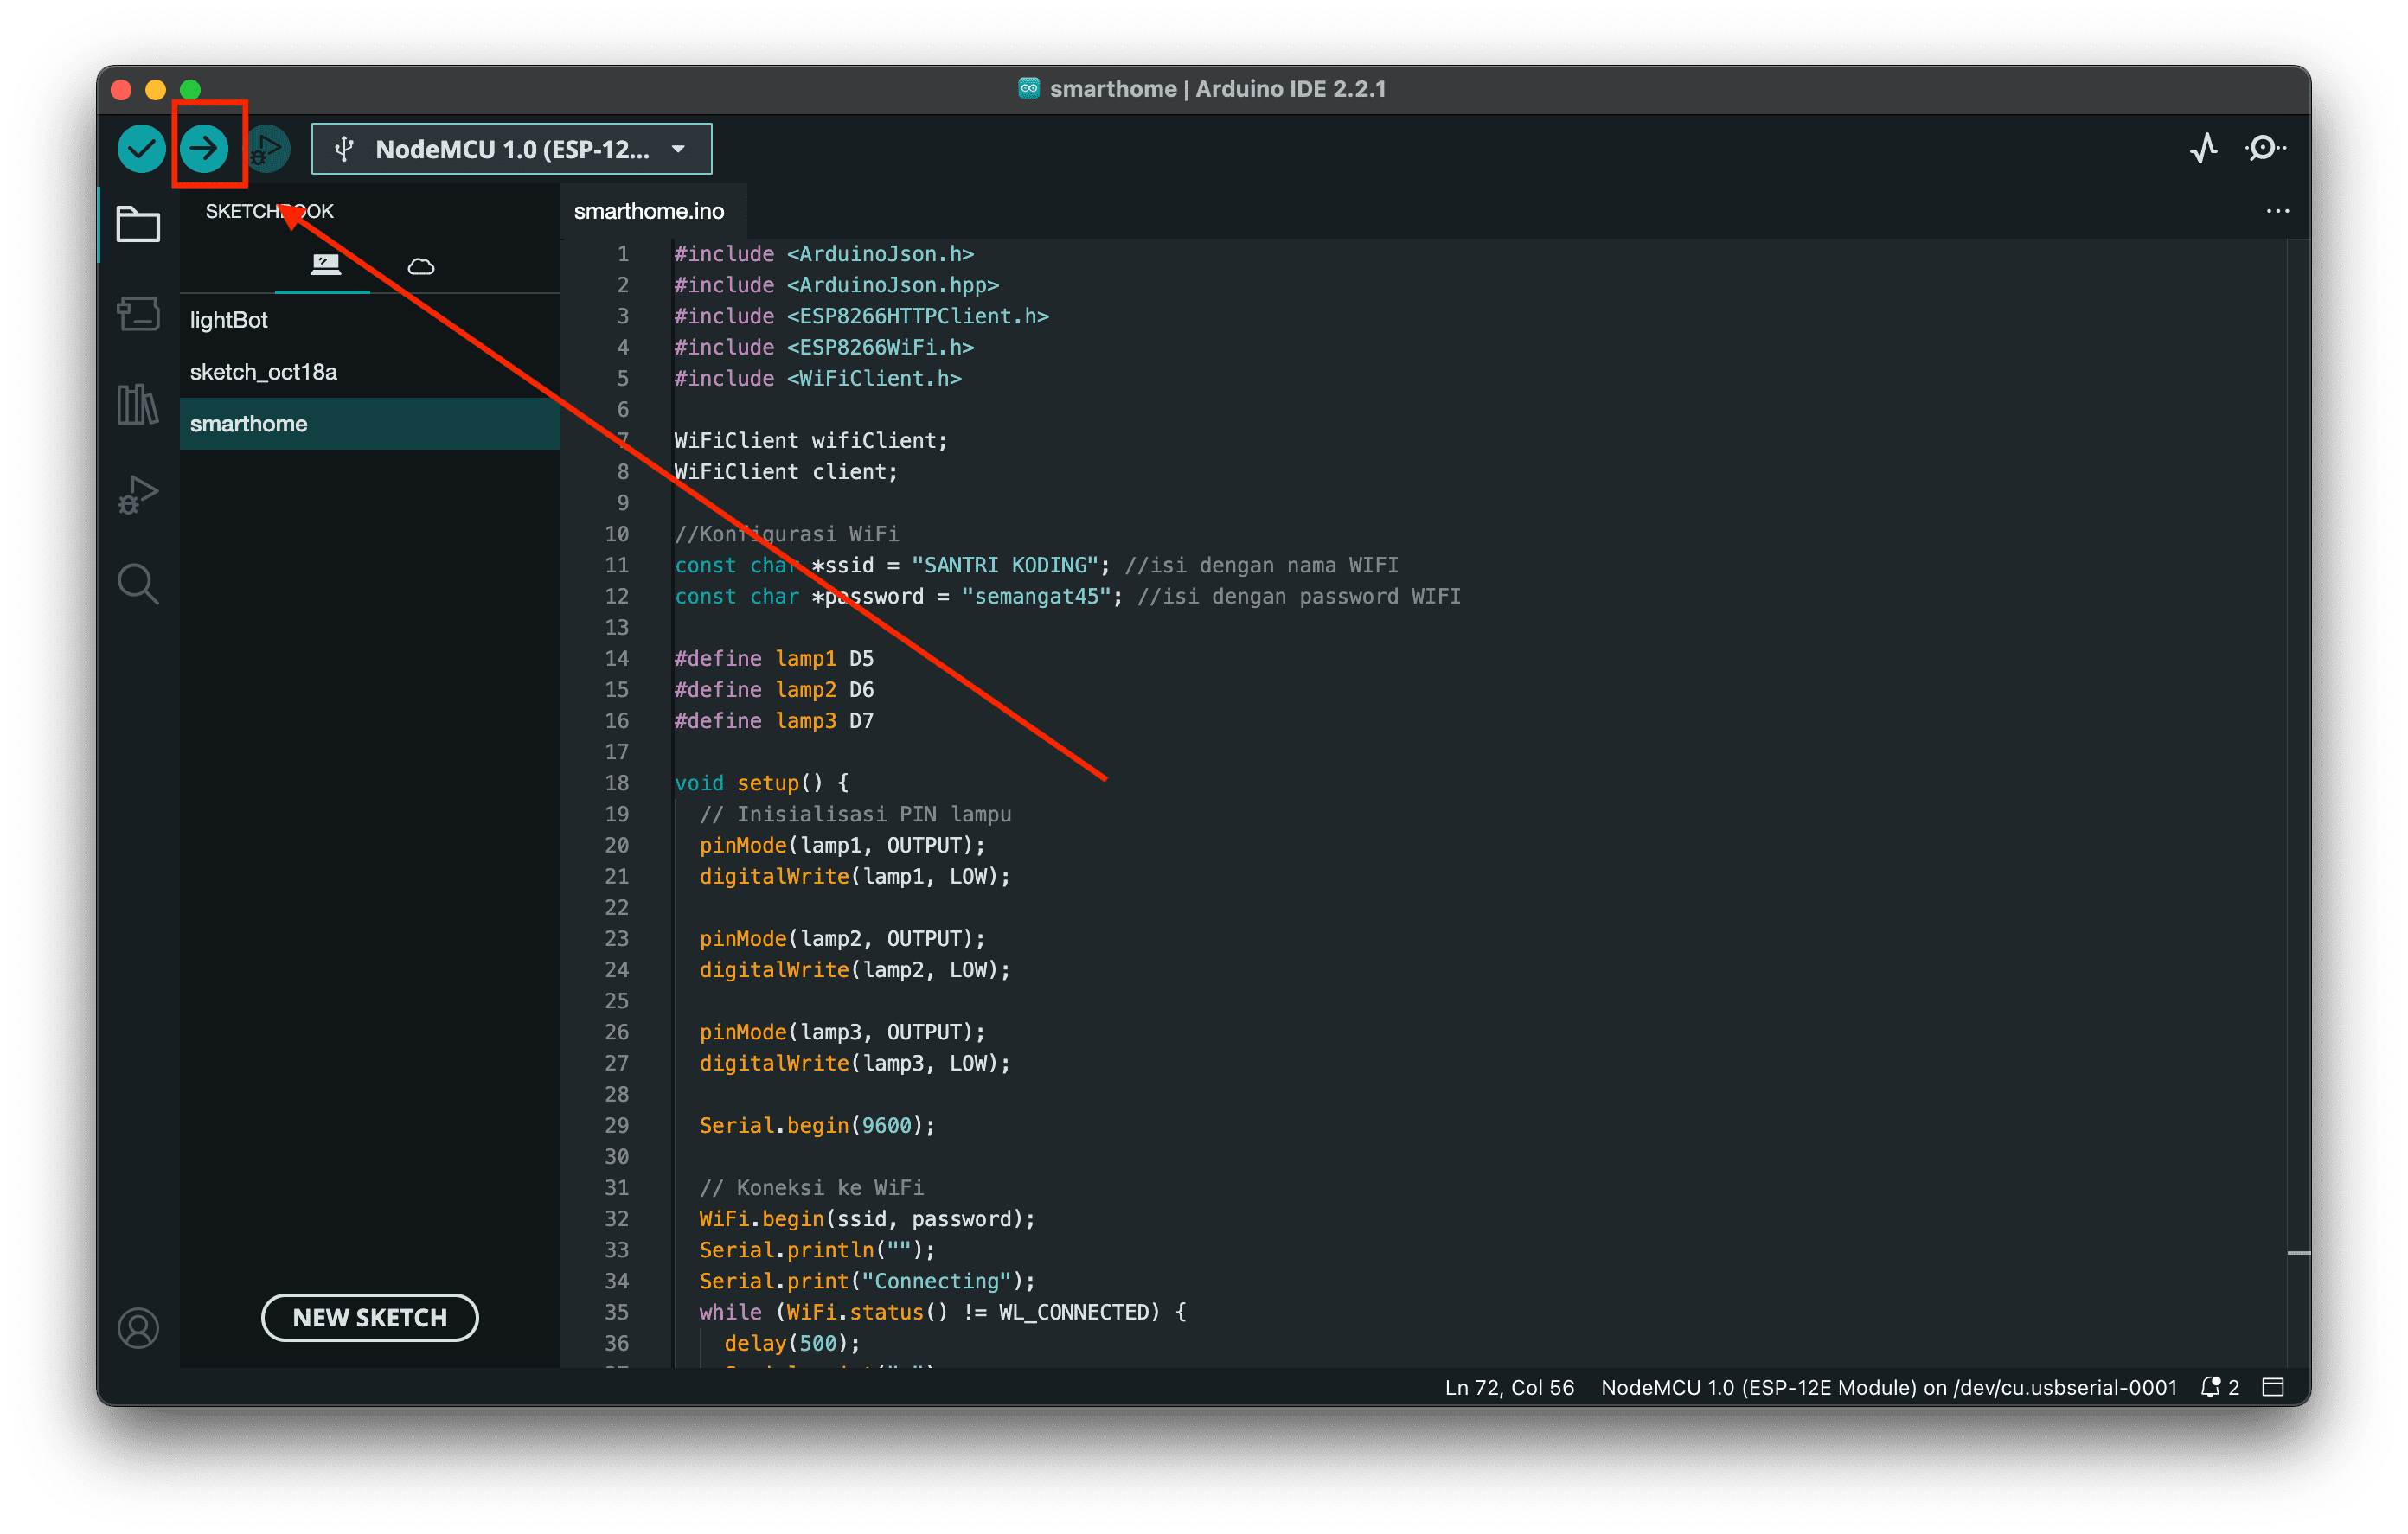 smarthome | Arduino IDE 2.2.1
NodeMCU 1.0 (ESP-12...
SKETCHBOOK
lightBot
sketch_oct18a
smarthome
NEW SKETCH
smarthome.ino
1 #include <ArduinoJson.h>
2 #include <ArduinoJson.hpp>
3 #include <ESP8266HTTPClient.h>
4 #include <ESP8266WiFi.h>
5 #include <WiFiClient.h>
6
7 WiFiClient wifiClient;
8 WiFiClient client;
9
10 //Konfigurasi WiFi
11 const char *ssid = "SANTRI KODING"; //isi dengan nama WIFI
12 const char *password = "semangat45"; //isi dengan password WIFI
13
14 #define lamp1 D5
15 #define lamp2 D6
16 #define lamp3 D7
17
18 void setup() {
19 // Inisialisasi PIN lampu
20 pinMode(lamp1, OUTPUT);
21 digitalWrite(lamp1, LOW);
22
23 pinMode(lamp2, OUTPUT);
24 digitalWrite(lamp2, LOW);
25
26 pinMode(lamp3, OUTPUT);
27 digitalWrite(lamp3, LOW);
28
29 Serial.begin(9600);
30
31 // Koneksi ke WiFi
32 WiFi.begin(ssid, password);
33 Serial.println("");
34 Serial.print("Connecting");
35 while (WiFi.status() != WL_CONNECTED) {
36 delay(500);
Ln 72, Col 56 NodeMCU 1.0 (ESP-12E Module) on /dev/cu.usbserial-0001 2